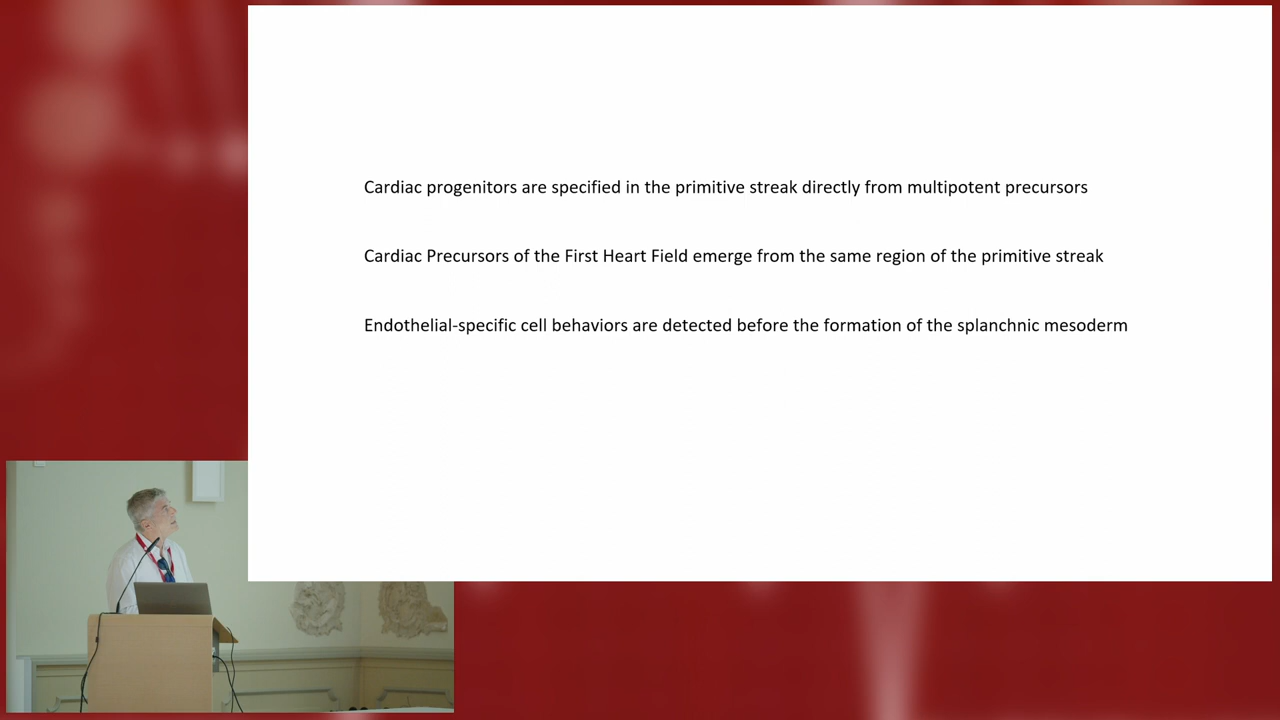 Cardiac progenitors are specified in the primitive streak directly from multipotent precursors
Cardiac Precursors of the First Heart Field emerge from the same region of the primitive streak
Endothelial-specific cell behaviors are detected before the formation of the splanchnic mesoderm